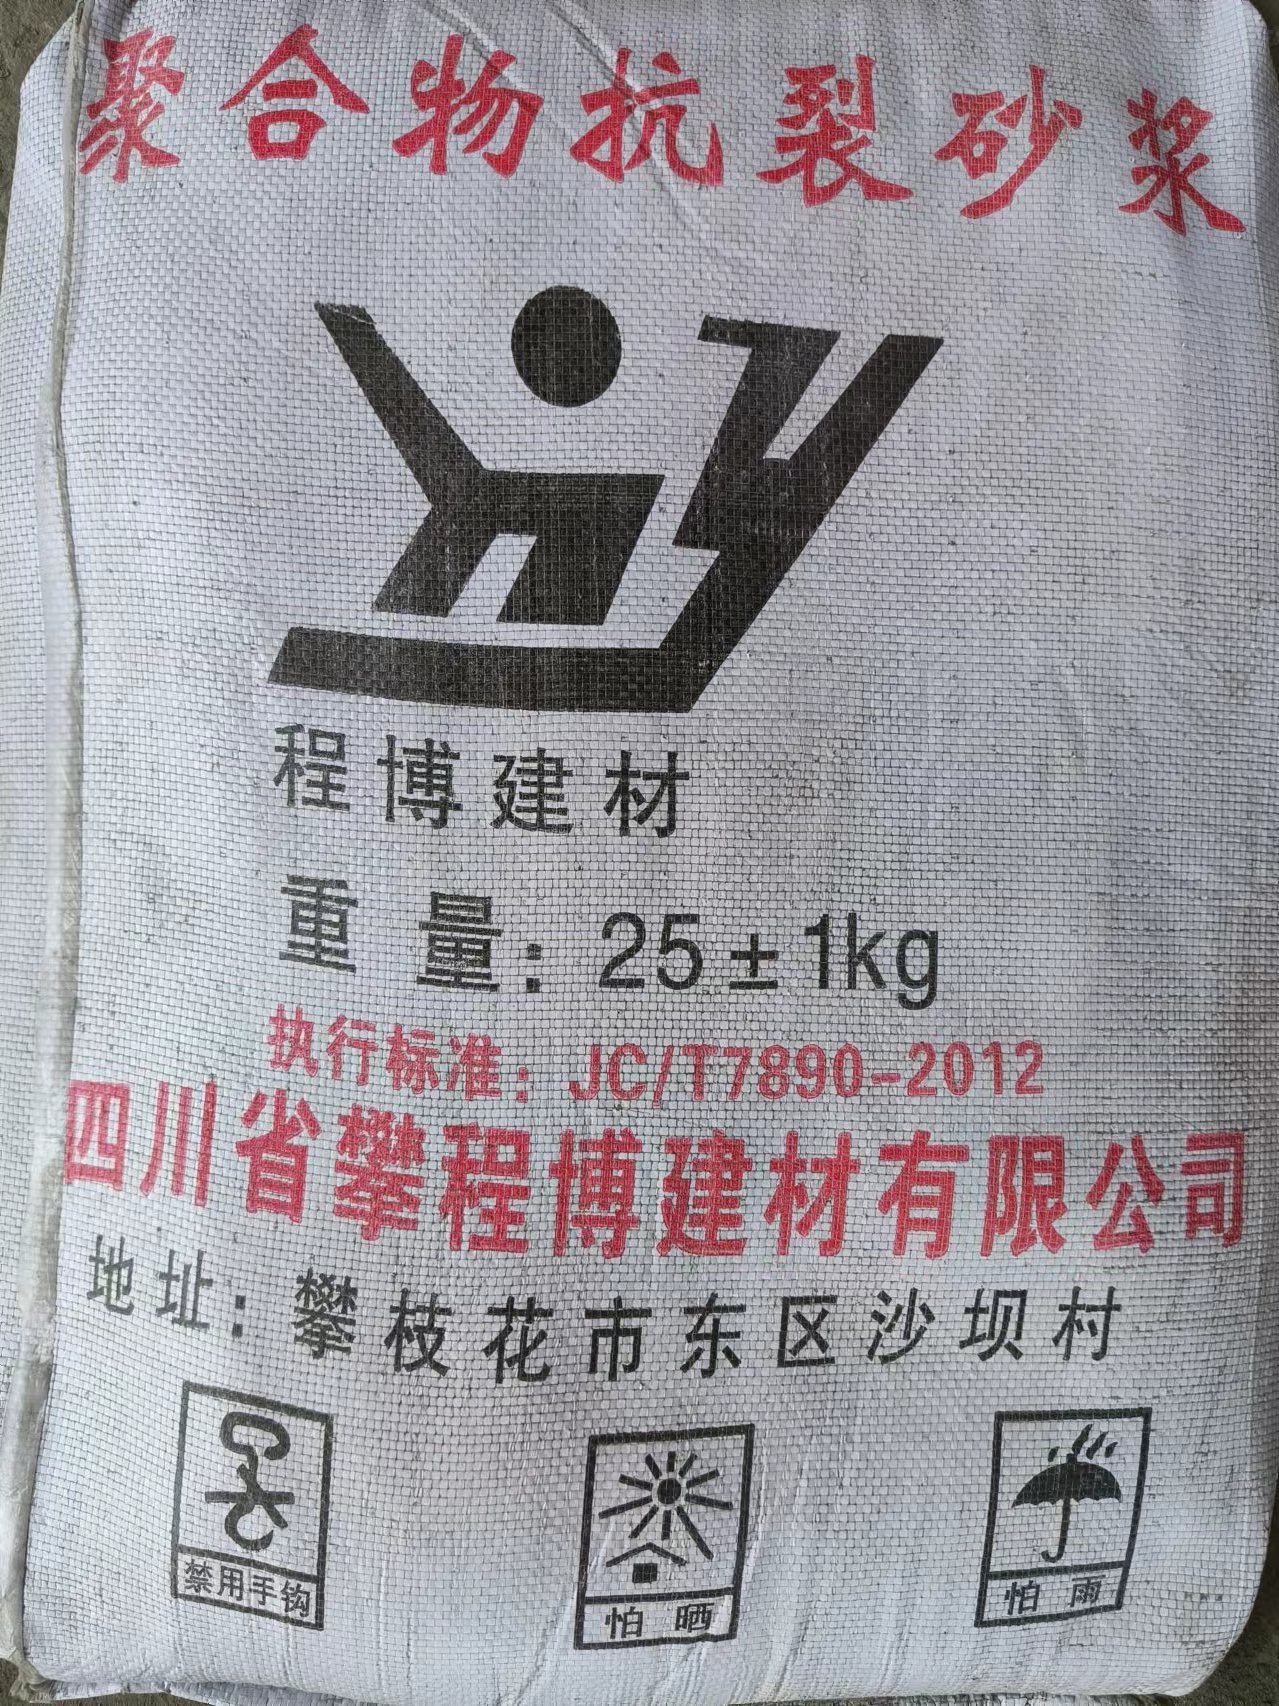 聚合物抗裂砂浆
程博建材
重量：25±1kg
执行标准：JC/T7890-2012
四川省攀程博建材有限公司
地址：攀枝花市东区沙坝村
禁用手钩
怕晒
怕雨